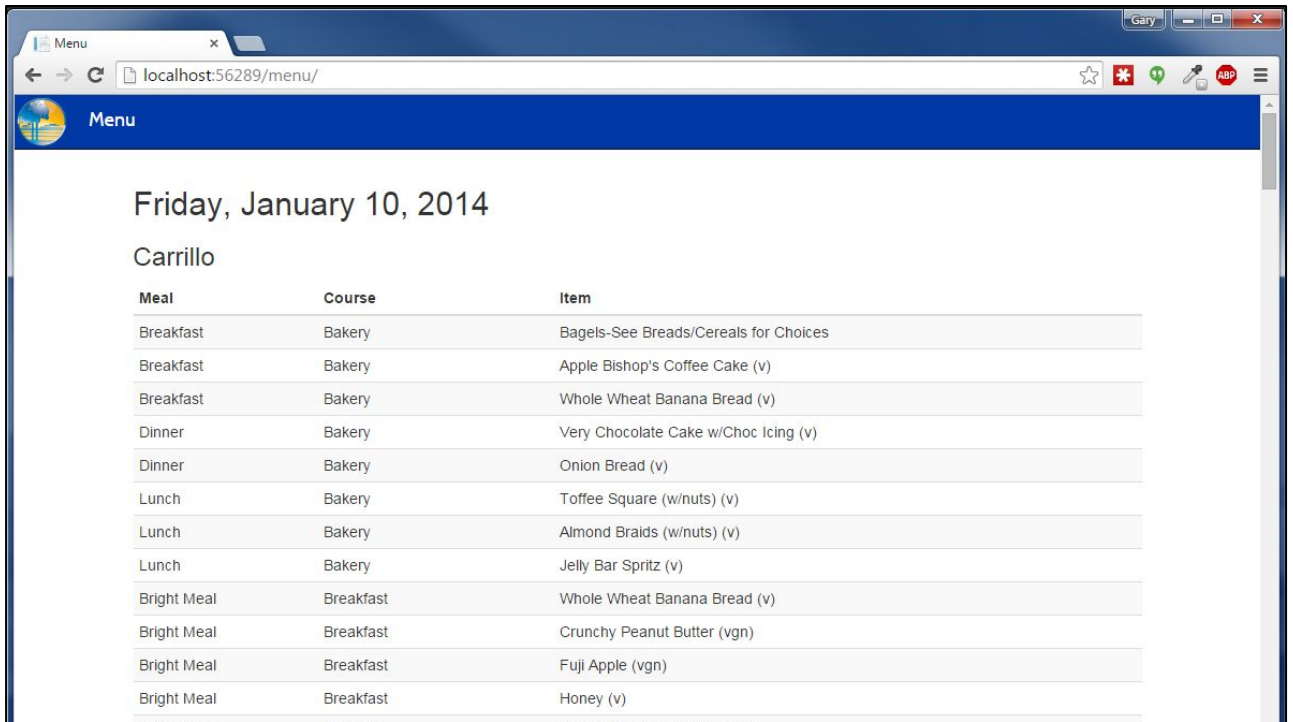 Gary
Menu
localhost:56289/menu/
ABP
Menu
Friday, January 10, 2014
Carrillo
Meal Course Item
Breakfast Bakery Bagels-See Breads/Cereals for Choices
Breakfast Bakery Apple Bishop's Coffee Cake (v)
Breakfast Bakery Whole Wheat Banana Bread (v)
Dinner Bakery Very Chocolate Cake w/Choc Icing (v)
Dinner Bakery Onion Bread (v)
Lunch Bakery Toffee Square (w/nuts) (v)
Lunch Bakery Almond Braids (w/nuts) (v)
Lunch Bakery Jelly Bar Spritz (v)
Bright Meal Breakfast Whole Wheat Banana Bread (v)
Bright Meal Breakfast Crunchy Peanut Butter (vgn)
Bright Meal Breakfast Fuji Apple (vgn)
Bright Meal Breakfast Honey (v)